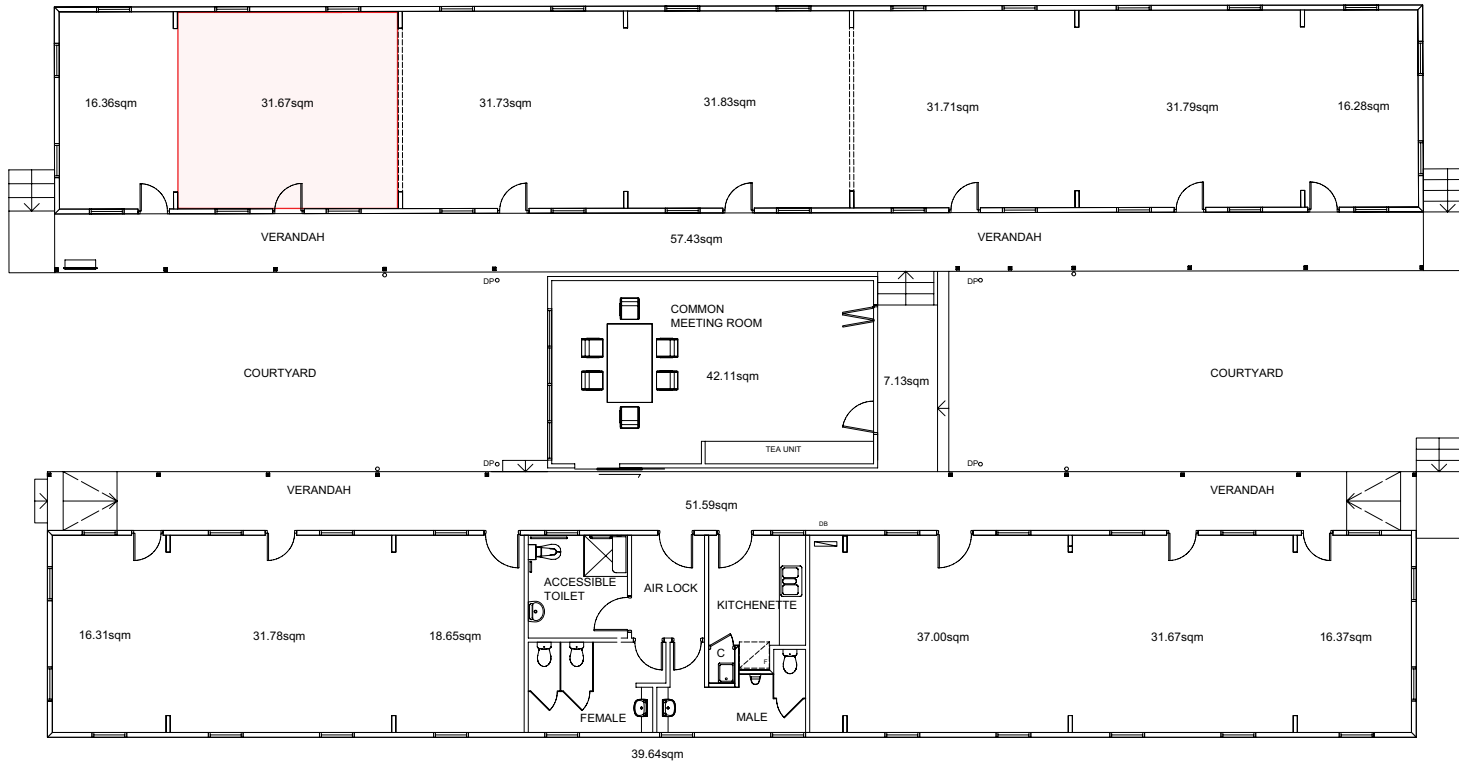 16.36sqm
31.67sqm
31.73sqm
31.83sqm
31.71sqm
31.79sqm
16.28sqm
VERANDAH
57.43sqm
VERANDAH
DP
DP
COMMON
MEETING ROOM
COURTYARD
42.11sqm
7.13sqm
COURTYARD
TEA UNIT
DP
DP
VERANDAH
51.59sqm
VERANDAH
DB
ACCESSIBLE
TOILET
AIR LOCK
KITCHENETTE
16.31sqm
31.78sqm
18.65sqm
37.00sqm
31.67sqm
16.37sqm
C
F
FEMALE
MALE
39.64sqm